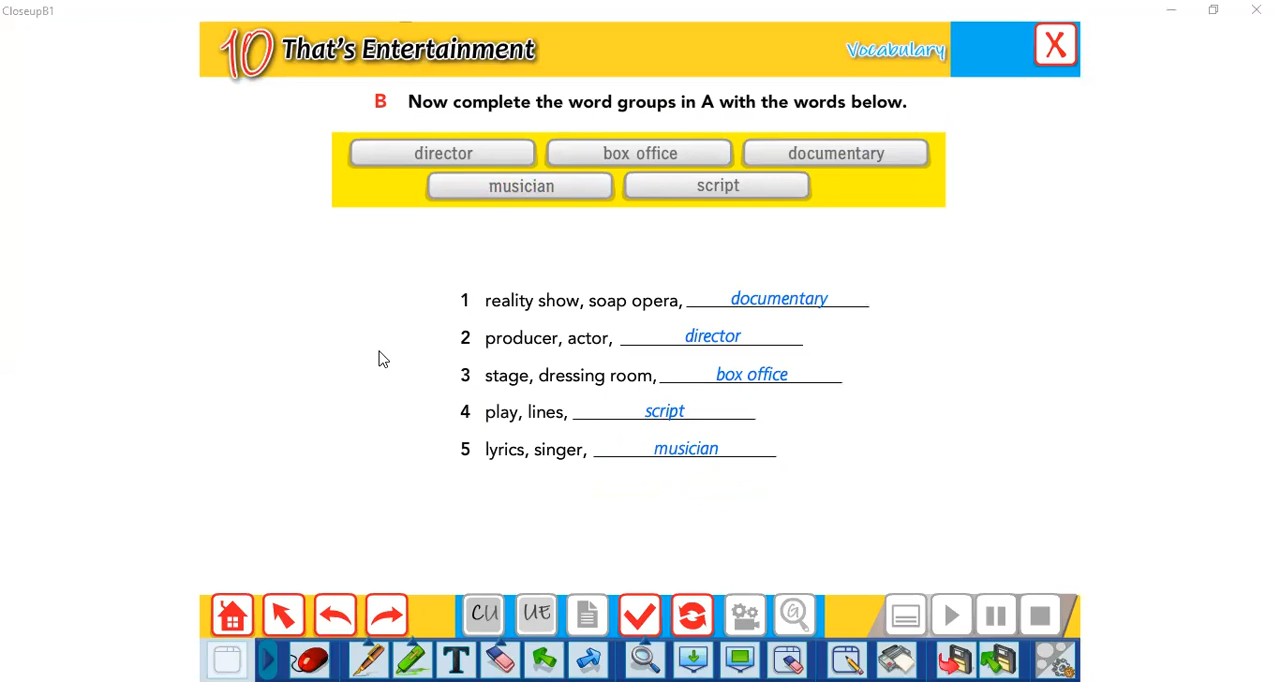 CloseupB1
10 That's Entertainment
Vocabulary
X
B Now complete the word groups in A with the words below.
director box office documentary
musician script
1 reality show, soap opera, documentary
2 producer, actor, director
3 stage, dressing room, box office
4 play, lines, script
5 lyrics, singer, musician
CU UE G
T